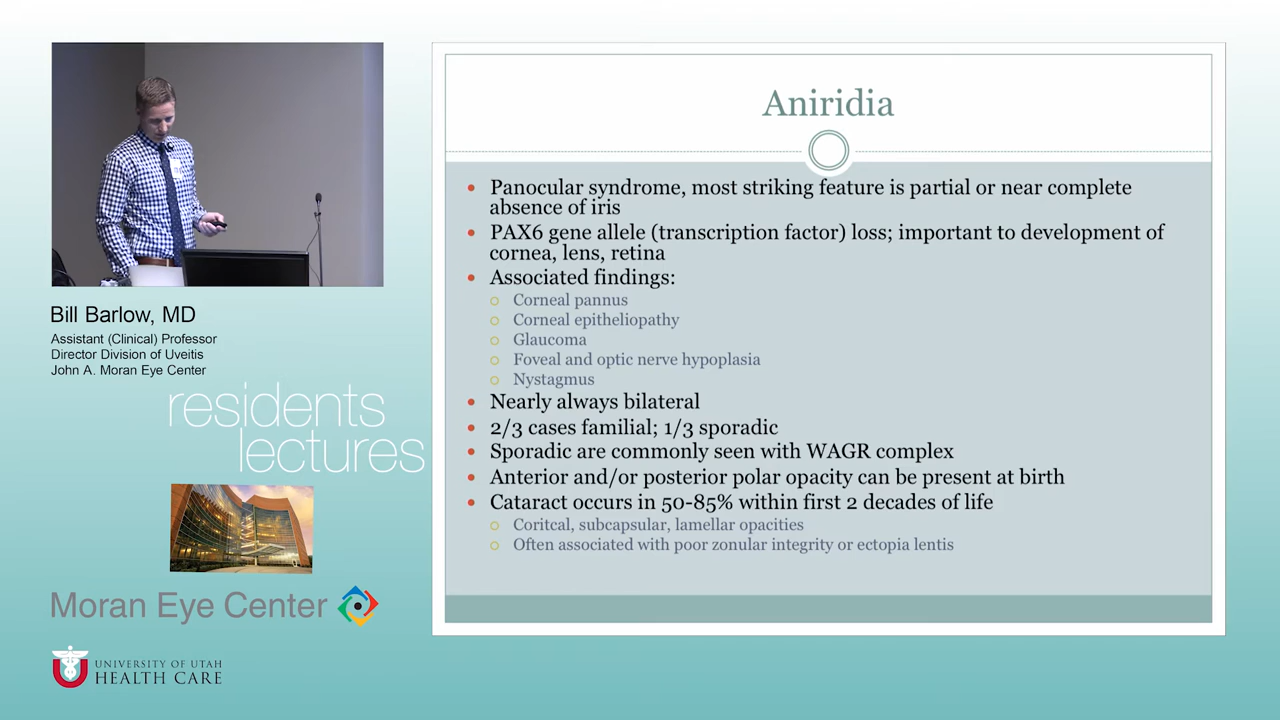 Bill Barlow, MD
Assistant (Clinical) Professor
Director Division of Uveitis
John A. Moran Eye Center
residents
lectures
Moran Eye Center
UNIVERSITY OF UTAH
HEALTH CARE
Aniridia
Panocular syndrome, most striking feature is partial or near complete
absence of iris
PAX6 gene allele (transcription factor) loss; important to development of
cornea, lens, retina
Associated findings:
Corneal pannus
Corneal epitheliopathy
Glaucoma
Foveal and optic nerve hypoplasia
Nystagmus
Nearly always bilateral
2/3 cases familial; 1/3 sporadic
Sporadic are commonly seen with WAGR complex
Anterior and/or posterior polar opacity can be present at birth
Cataract occurs in 50-85% within first 2 decades of life
Coritcal, subcapsular, lamellar opacities
Often associated with poor zonular integrity or ectopia lentis